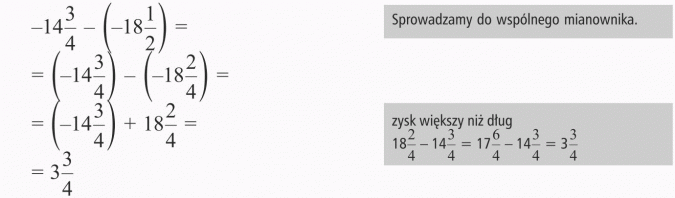 –14 3/4 – (–18 1/2) =
Sprowadzamy do wspólnego mianownika.
= (–14 3/4) – (–18 2/4) =
= (–14 3/4) + 18 2/4 =
zysk większy niż dług
18 2/4 – 14 3/4 = 17 6/4 – 14 3/4 = 3 3/4
= 3 3/4